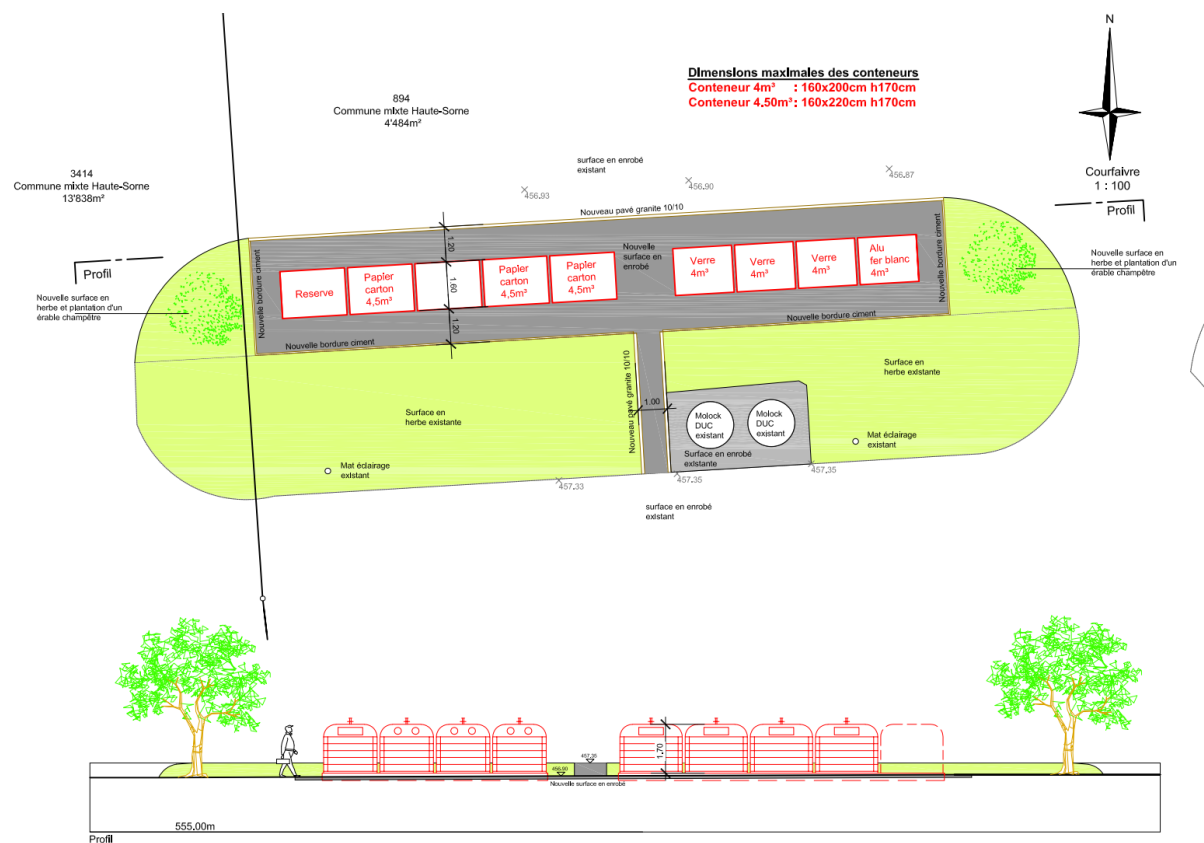 N
Dimensions maximales des conteneurs
Conteneur 4m³ : 160x200cm h170cm
Conteneur 4.50m³: 160x220cm h170cm
894
Commune mixte Haute-Sorne
4'484m²
surface en enrobé
existant
3414
Commune mixte Haute-Sorne
13'838m²
Courfaivre
1 : 100
456.93
456.90
456.87
Profil
Profil
Nouveau pavé granite 10/10
Nouvelle surface en
herbe et plantation d'un
érable champêtre
Nouvelle surface en
herbe et plantation d'un
érable champêtre
Nouvelle bordure ciment
Nouvelle bordure ciment
1.20
1.60
1.20
Nouvelle
surface en
enrobé
Reserve
Papier
carton
4,5m³
Papier
carton
4,5m³
Papier
carton
4,5m³
Verre
4m³
Verre
4m³
Verre
4m³
Alu
fer blanc
4m³
Nouvelle bordure ciment
Nouvelle bordure ciment
Nouveau pavé granite 10/10
1.00
Surface en
herbe existante
Surface en
herbe existante
Molock
DUC
existant
Molock
DUC
existant
Surface en enrobé
existante
Mat éclairage
existant
Mat éclairage
existant
457.33
457.35
457.35
surface en enrobé
existant
1.70
457.35
456.90
Nouvelle surface en enrobé
555.00m
Profil